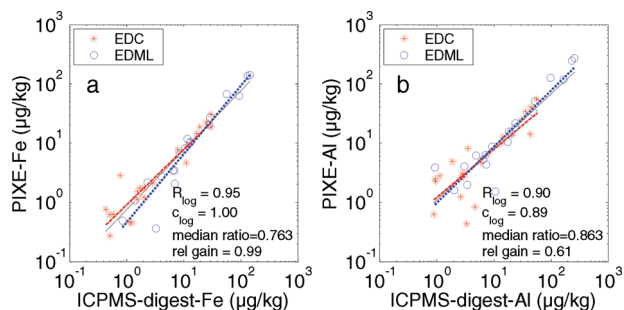 EDC
EDML
a
PIXE-Fe (µg/kg)
10³
10²
10¹
10⁰
10⁻¹
R_log = 0.95
c_log = 1.00
median ratio=0.763
rel gain = 0.99
10⁻¹ 10⁰ 10¹ 10² 10³
ICPMS-digest-Fe (µg/kg)
EDC
EDML
b
PIXE-Al (µg/kg)
10³
10²
10¹
10⁰
10⁻¹
R_log = 0.90
c_log = 0.89
median ratio=0.863
rel gain = 0.61
10⁻¹ 10⁰ 10¹ 10² 10³
ICPMS-digest-Al (µg/kg)